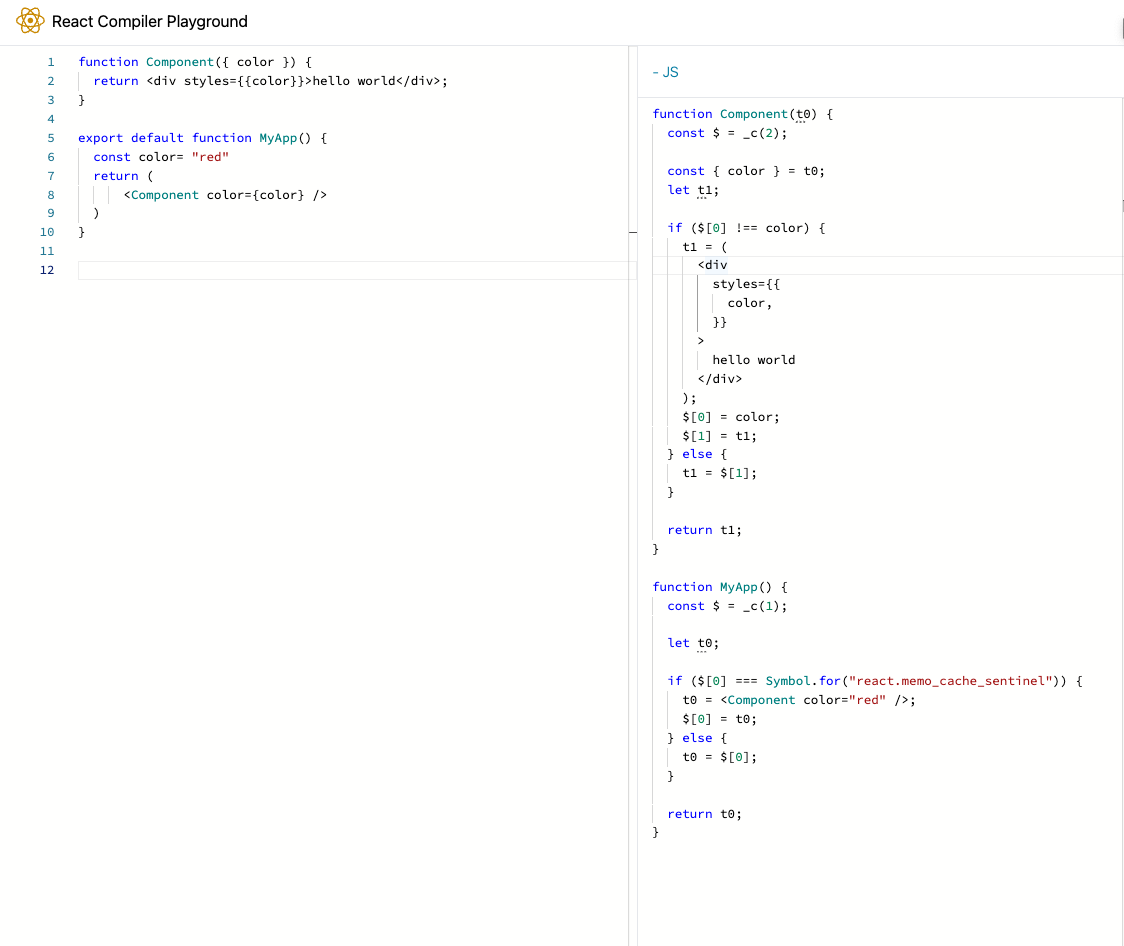 React Compiler Playground
1 function Component({ color }) {
2   return <div styles={{color}}>hello world</div>;
3 }
4
5 export default function MyApp() {
6   const color= "red"
7   return (
8       <Component color={color} />
9   )
10 }
11
12
- JS
function Component(t0) {
  const $ = _c(2);

  const { color } = t0;
  let t1;

  if ($[0] !== color) {
    t1 = (
      <div
        styles={{
          color,
        }}
      >
        hello world
      </div>
    );
    $[0] = color;
    $[1] = t1;
  } else {
    t1 = $[1];
  }

  return t1;
}

function MyApp() {
  const $ = _c(1);

  let t0;

  if ($[0] === Symbol.for("react.memo_cache_sentinel")) {
    t0 = <Component color="red" />;
    $[0] = t0;
  } else {
    t0 = $[0];
  }

  return t0;
}